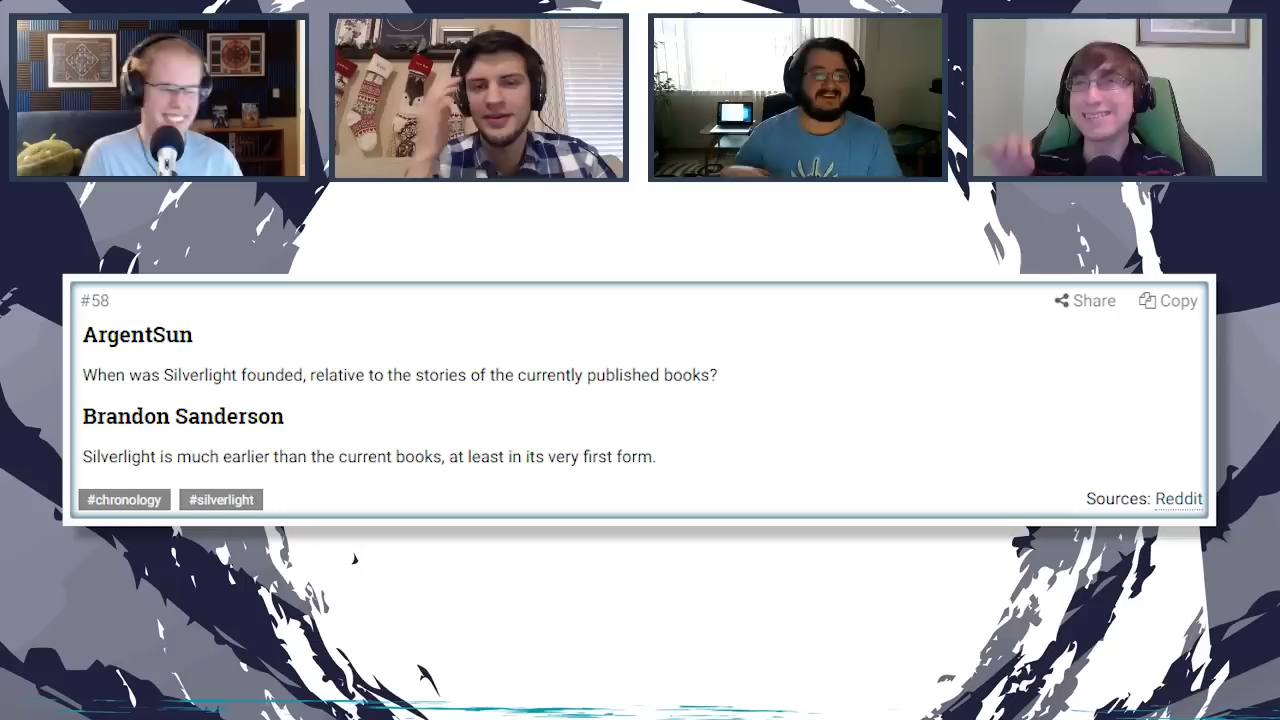 #58
Share
Copy
ArgentSun
When was Silverlight founded, relative to the stories of the currently published books?
Brandon Sanderson
Silverlight is much earlier than the current books, at least in its very first form.
#chronology
#silverlight
Sources: Reddit